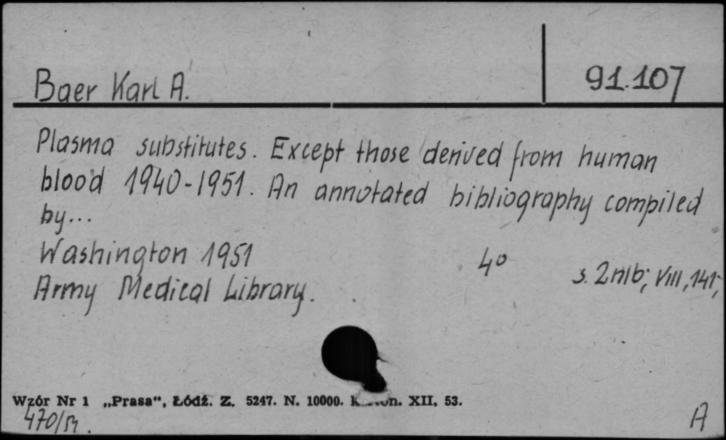 Baer Karl A.
91.107
Plasma substitutes. Except those derived from human
blood 1940-1951. An annotated bibliography compiled
by...
Washington 1951
4° s. 2nlb; VIII, 141;
Army Medical Library.
Wzór Nr 1 „Prasa“, Łódź. Z. 5247. N. 10000. XII. 53.
470/54.
A